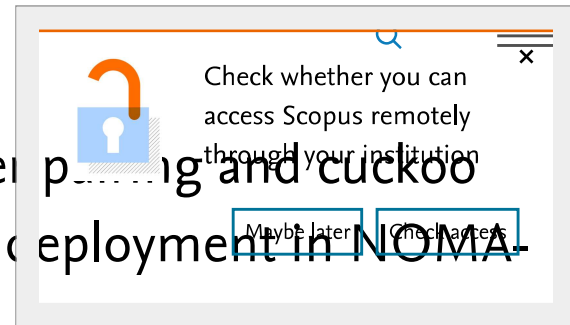 Check whether you can
access Scopus remotely
through your institution
and cuckoo
Maybe later
Check access
deployment in NOMA-